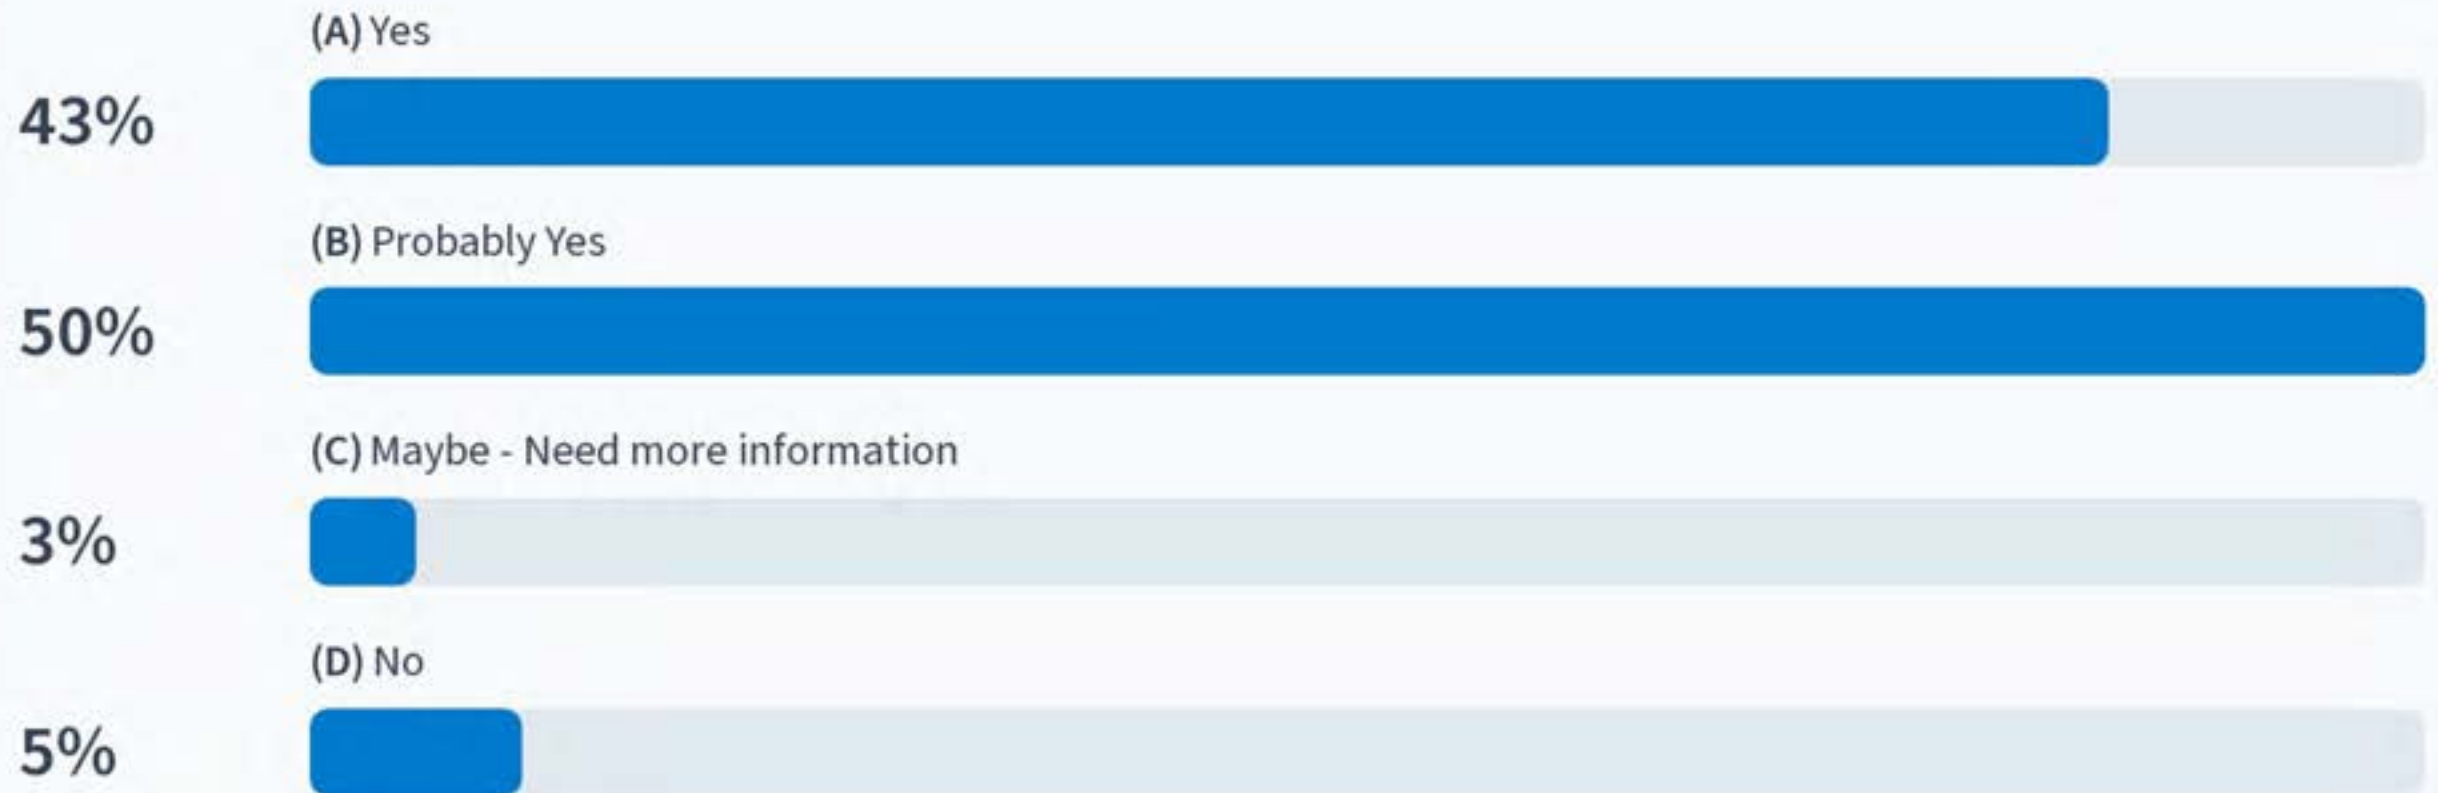 (A) Yes
43%
(B) Probably Yes
50%
(C) Maybe - Need more information
3%
(D) No
5%